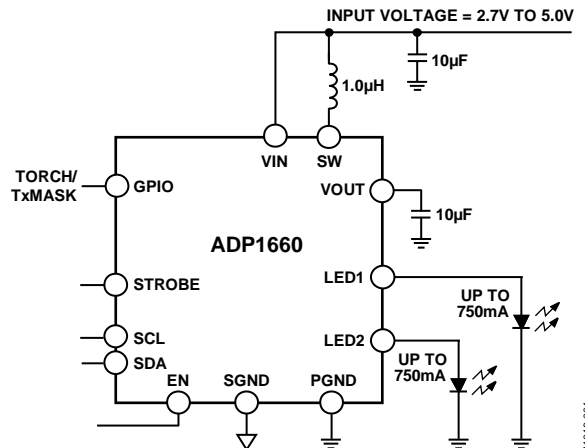 INPUT VOLTAGE = 2.7V TO 5.0V
10µF
1.0µH
VIN
SW
TORCH/
TxMASK
GPIO
VOUT
10µF
ADP1660
STROBE
LED1
UP TO
750mA
SCL
LED2
SDA
UP TO
750mA
EN
SGND
PGND